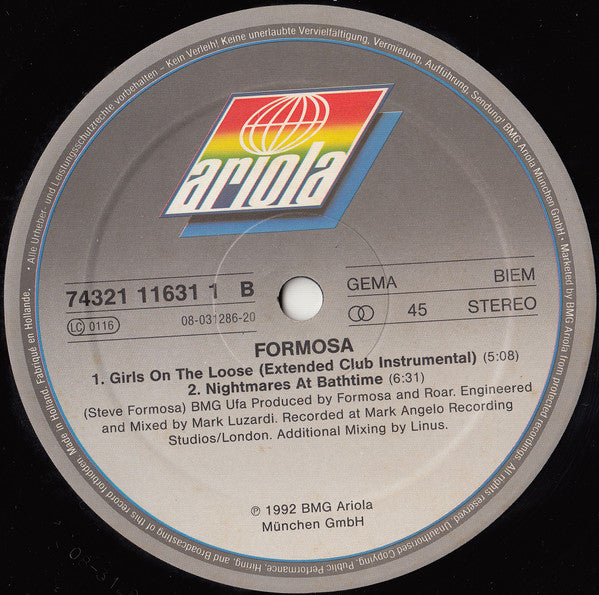 · Alle Urheber- und Leistungsschutzrechte vorbehalten – Kein Verleih! Keine unerlaubte Vervielfältigung, Vermietung, Aufführung, Sendung! BMG Ariola München GmbH · Marketed by BMG Ariola
ariola
74321 11631 1 B
LC 0116
08-031286-20
GEMA BIEM
45 STEREO
FORMOSA
1. Girls On The Loose (Extended Club Instrumental) (5:08)
2. Nightmares At Bathtime (6:31)
(Steve Formosa) BMG Ufa Produced by Formosa and Roar. Engineered
and Mixed by Mark Luzardi. Recorded at Mark Angelo Recording
Studios/London. Additional Mixing by Linus.
℗ 1992 BMG Ariola
München GmbH
from protected recordings. All rights reserved. Unauthorised Copying, Public Performance, Hiring, and Broadcasting of this record forbidden. Made in Holland. Fabriqué en Hollande.